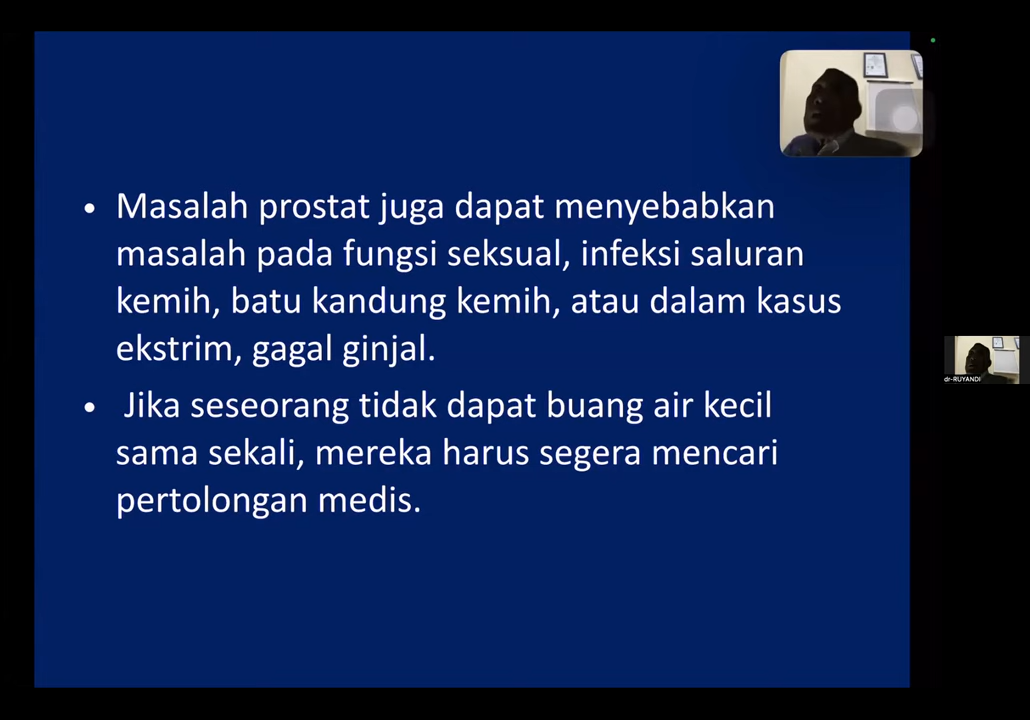 • Masalah prostat juga dapat menyebabkan
masalah pada fungsi seksual, infeksi saluran
kemih, batu kandung kemih, atau dalam kasus
ekstrim, gagal ginjal.
• Jika seseorang tidak dapat buang air kecil
sama sekali, mereka harus segera mencari
pertolongan medis.
dr-RUYANDI